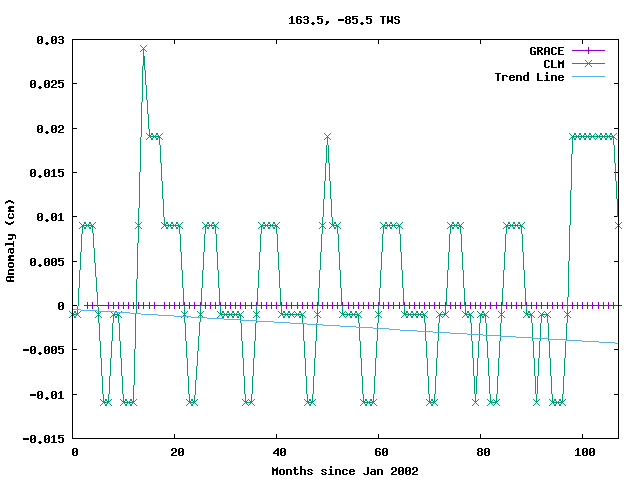 163.5, -85.5 TWS
GRACE
CLM
Trend Line
0.03
0.025
0.02
0.015
0.01
0.005
0
-0.005
-0.01
-0.015
Anomaly (cm)
0 20 40 60 80 100
Months since Jan 2002